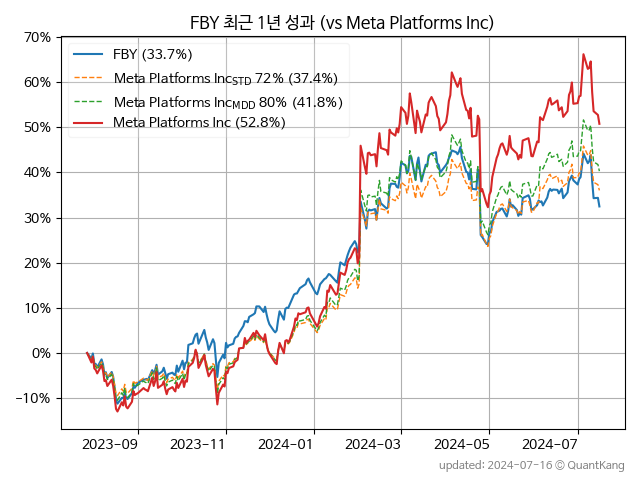 FBY 최근 1년 성과 (vs Meta Platforms Inc)
70%
60%
50%
40%
30%
20%
10%
0%
−10%
FBY (33.7%)
Meta Platforms IncSTD 72% (37.4%)
Meta Platforms IncMDD 80% (41.8%)
Meta Platforms Inc (52.8%)
2023-09 2023-11 2024-01 2024-03 2024-05 2024-07
updated: 2024-07-16 © QuantKang